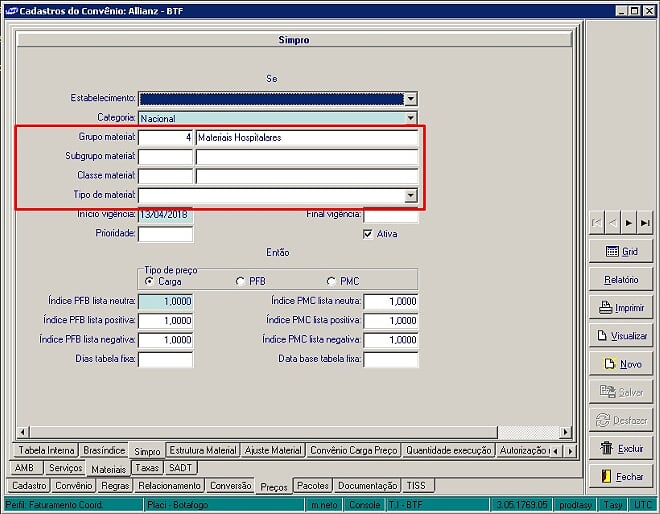 Cadastros do Convênio: Allianz - BTF
Simpro
Se
Estabelecimento:
Categoria: Nacional
Grupo material: 4 Materiais Hospitalares
Subgrupo material:
Classe material:
Tipo de material:
Início vigência: 13/04/2018 Final vigência:
Prioridade: Ativa
Então
Tipo de preço
Carga PFB PMC
Índice PFB lista neutra: 1,0000 Índice PMC lista neutra: 1,0000
Índice PFB lista positiva: 1,0000 Índice PMC lista positiva: 1,0000
Índice PFB lista negativa: 1,0000 Índice PMC lista negativa: 1,0000
Dias tabela fixa: Data base tabela fixa:
Grid
Relatório
Imprimir
Visualizar
Novo
Salvar
Desfazer
Excluir
Fechar
Tabela Interna Brasíndice Simpro Estrutura Material Ajuste Material Convênio Carga Preço Quantidade execução Autorização
AMB Serviços Materiais Taxas SADT
Cadastro Convênio Regras Relacionamento Conversão Preços Pacotes Documentação TISS
Perfil: Faturamento Coord. Placi - Botafogo m.neto Console T.I - BTF 3.05.1769.05 prodtasy Tasy UTC